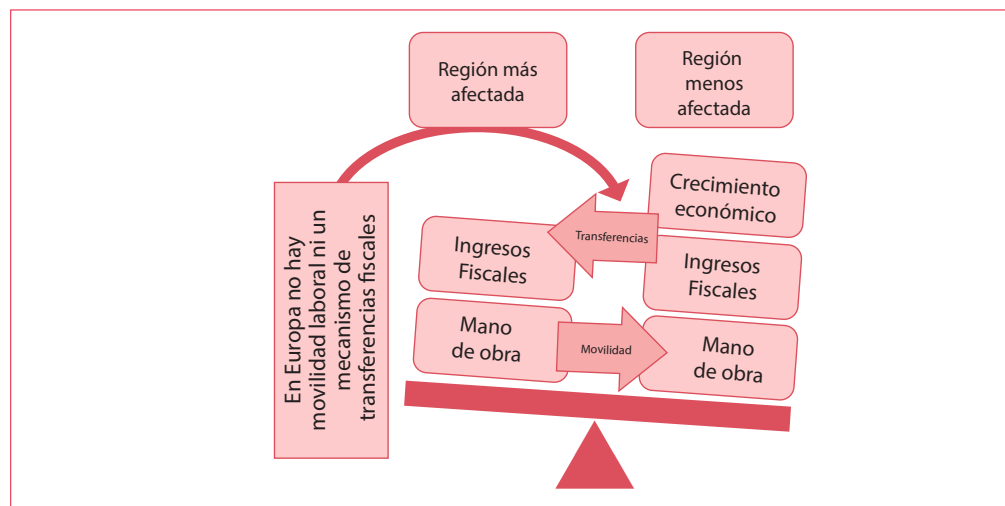 Región más
afectada
Región
menos
afectada
En Europa no hay
movilidad laboral ni un
mecanismo de
transferencias fiscales
Crecimiento
económico
Transferencias
Ingresos
Fiscales
Ingresos
Fiscales
Mano
de obra
Movilidad
Mano
de obra